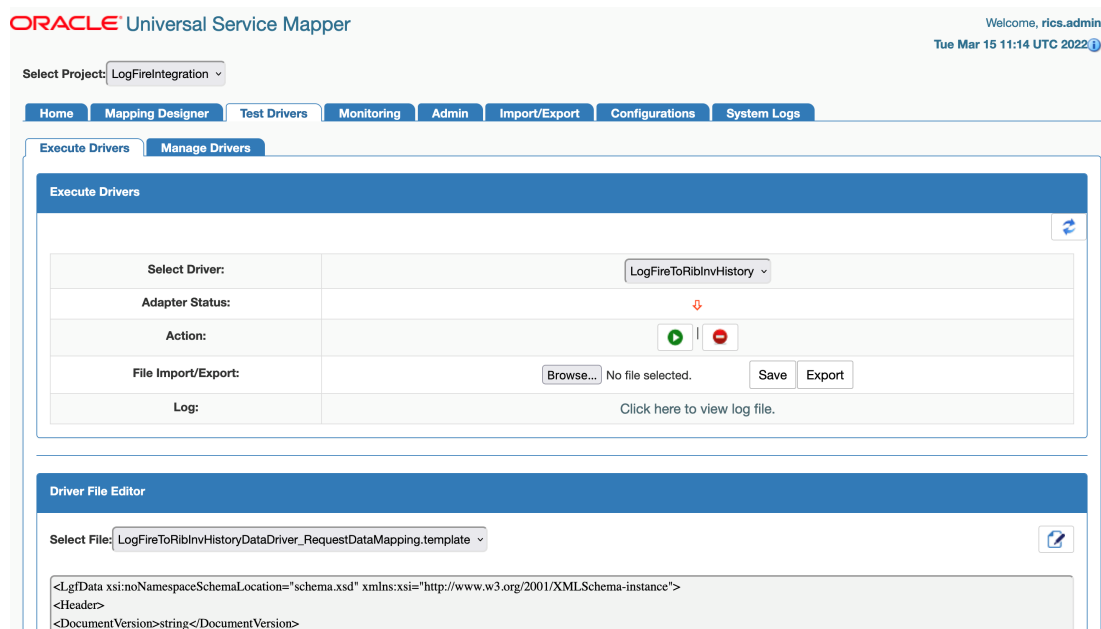 ORACLE® Universal Service Mapper
Welcome, rics.admin
Tue Mar 15 11:14 UTC 2022
Select Project: LogFireIntegration
Home Mapping Designer Test Drivers Monitoring Admin Import/Export Configurations System Logs
Execute Drivers Manage Drivers
Execute Drivers
Select Driver: LogFireToRibInvHistory
Adapter Status:
Action: |
File Import/Export: Browse... No file selected. Save Export
Log: Click here to view log file.
Driver File Editor
Select File: LogFireToRibInvHistoryDataDriver_RequestDataMapping.template
<LgfData xsi:noNamespaceSchemaLocation="schema.xsd" xmlns:xsi="http://www.w3.org/2001/XMLSchema-instance">
<Header>
<DocumentVersion>string</DocumentVersion>